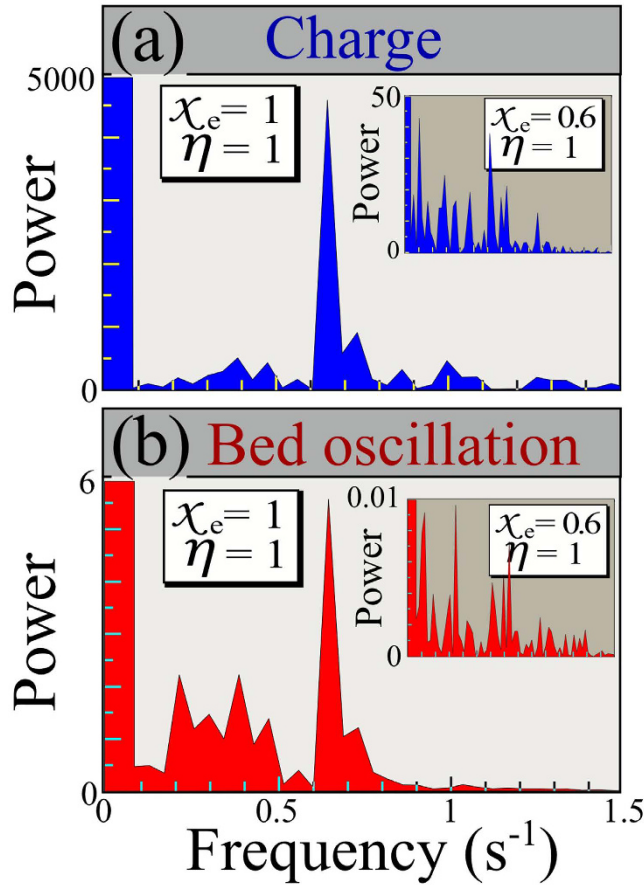 (a) Charge
5000
0
Power
χₑ= 1
η = 1
50
0
Power
χₑ= 0.6
η = 1
(b) Bed oscillation
6
0
Power
χₑ= 1
η = 1
0.01
0
Power
χₑ= 0.6
η = 1
0 0.5 1 1.5
Frequency (s⁻¹)